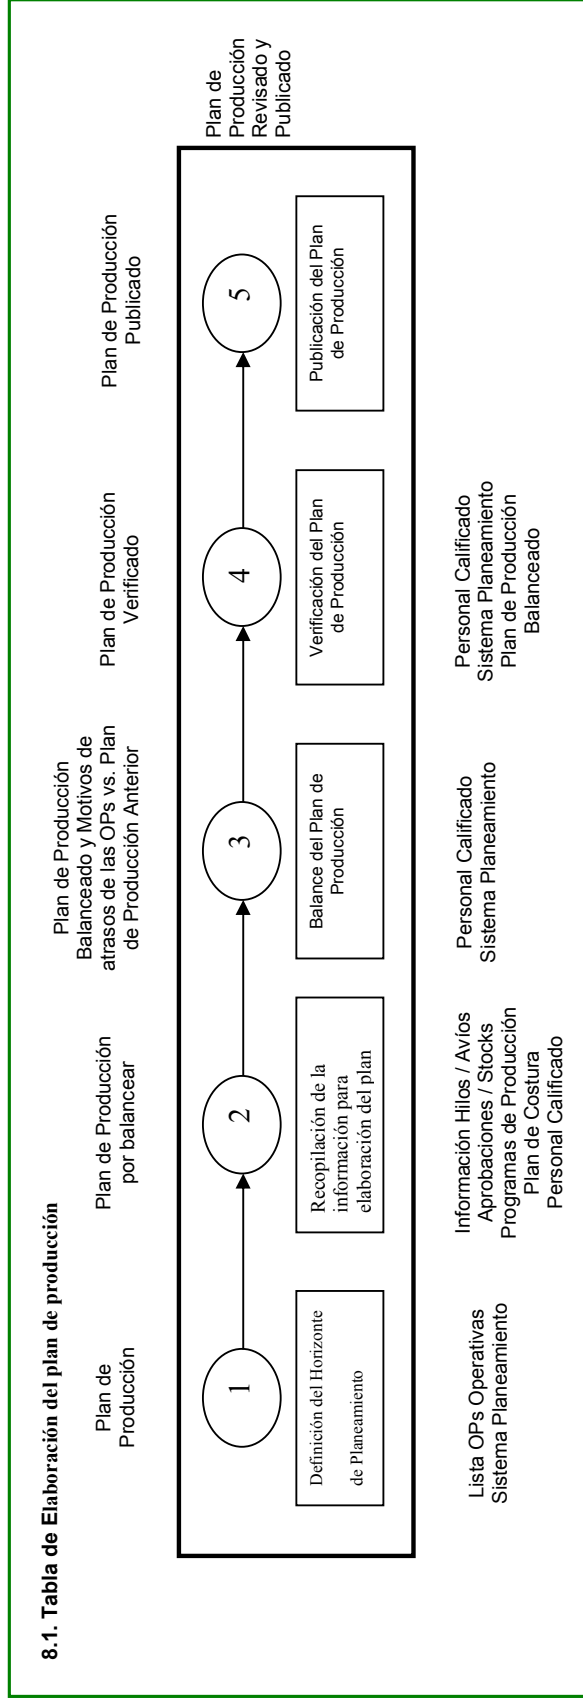 8.1. Tabla de Elaboración del plan de producción
Plan de
Producción
Plan de Producción
por balancear
Plan de Producción
Balanceado y Motivos de
atrasos de las OPs vs. Plan
de Producción Anterior
Plan de Producción
Verificado
Plan de Producción
Publicado
Plan de
Producción
Revisado y
Publicado
1
2
3
4
5
Definición del Horizonte
de Planeamiento
Recopilación de la
información para
elaboración del plan
Balance del Plan de
Producción
Verificación del Plan
de Producción
Publicación del Plan
de Producción
Lista OPs Operativas
Sistema Planeamiento
Información Hilos / Avíos
Aprobaciones / Stocks
Programas de Producción
Plan de Costura
Personal Calificado
Personal Calificado
Sistema Planeamiento
Personal Calificado
Sistema Planeamiento
Plan de Producción
Balanceado